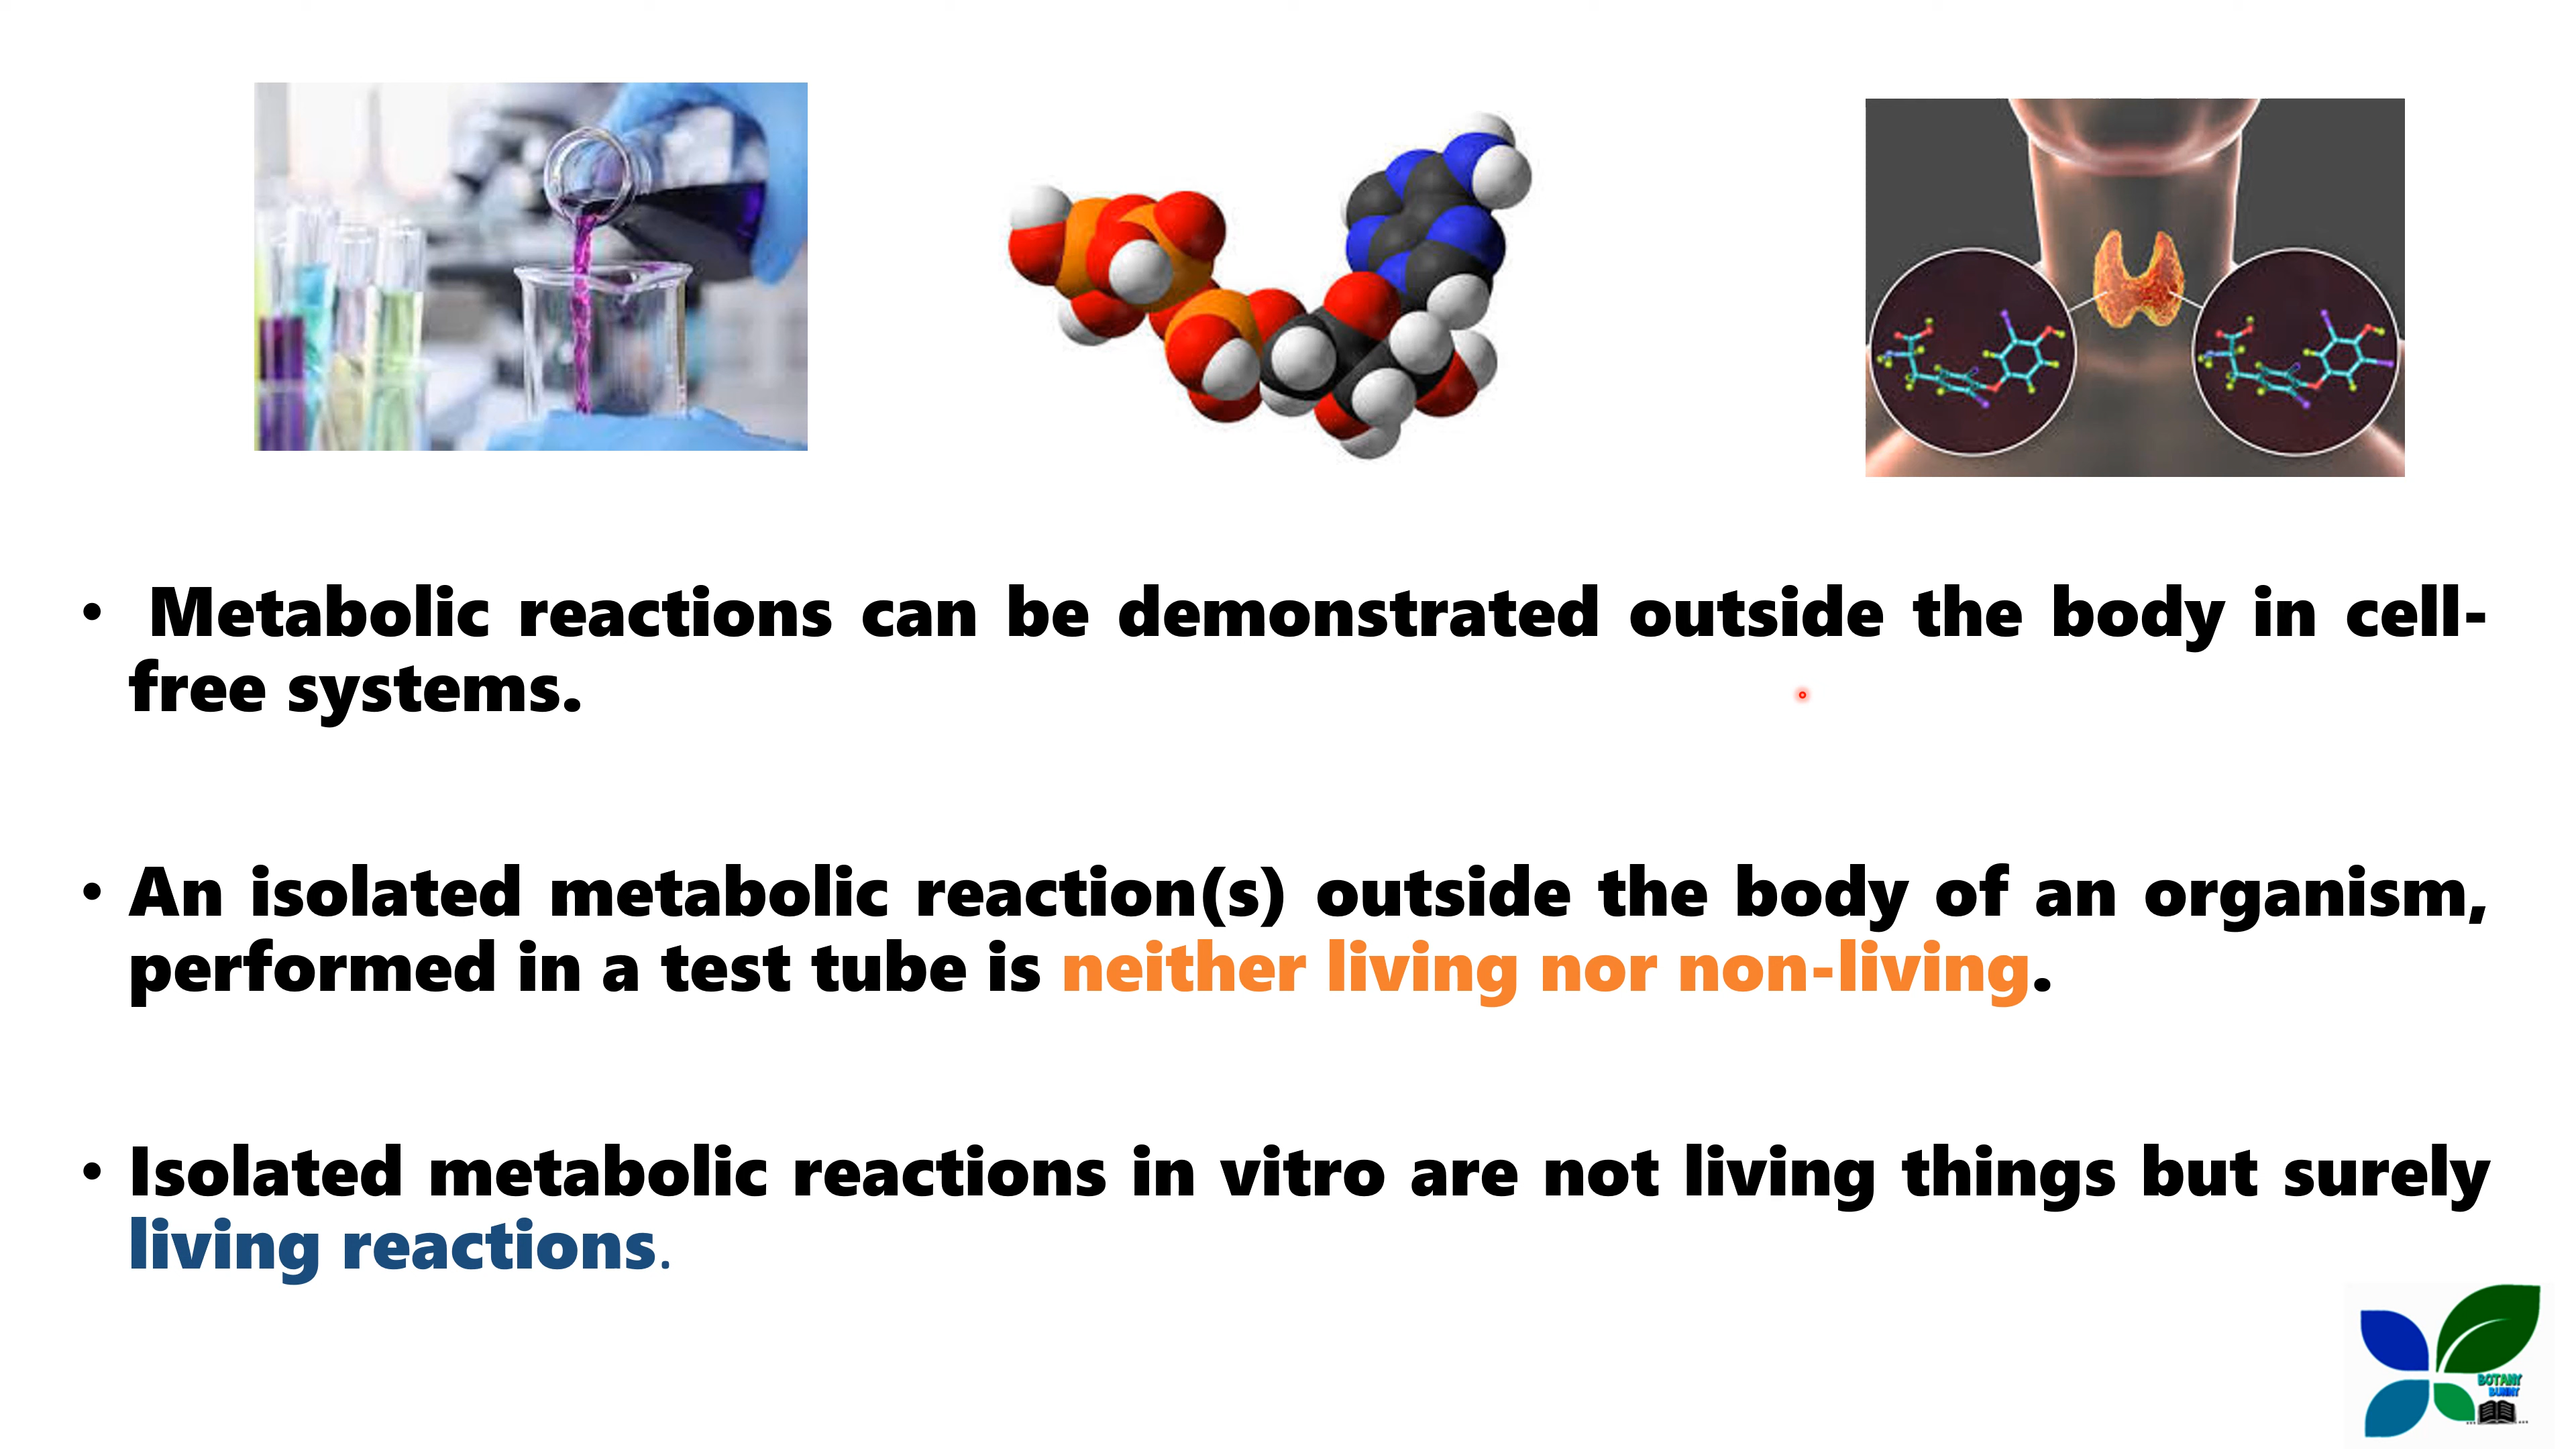 • Metabolic reactions can be demonstrated outside the body in cell-
free systems.
• An isolated metabolic reaction(s) outside the body of an organism,
performed in a test tube is neither living nor non-living.
• Isolated metabolic reactions in vitro are not living things but surely
living reactions.
BOTANY
BUNNY